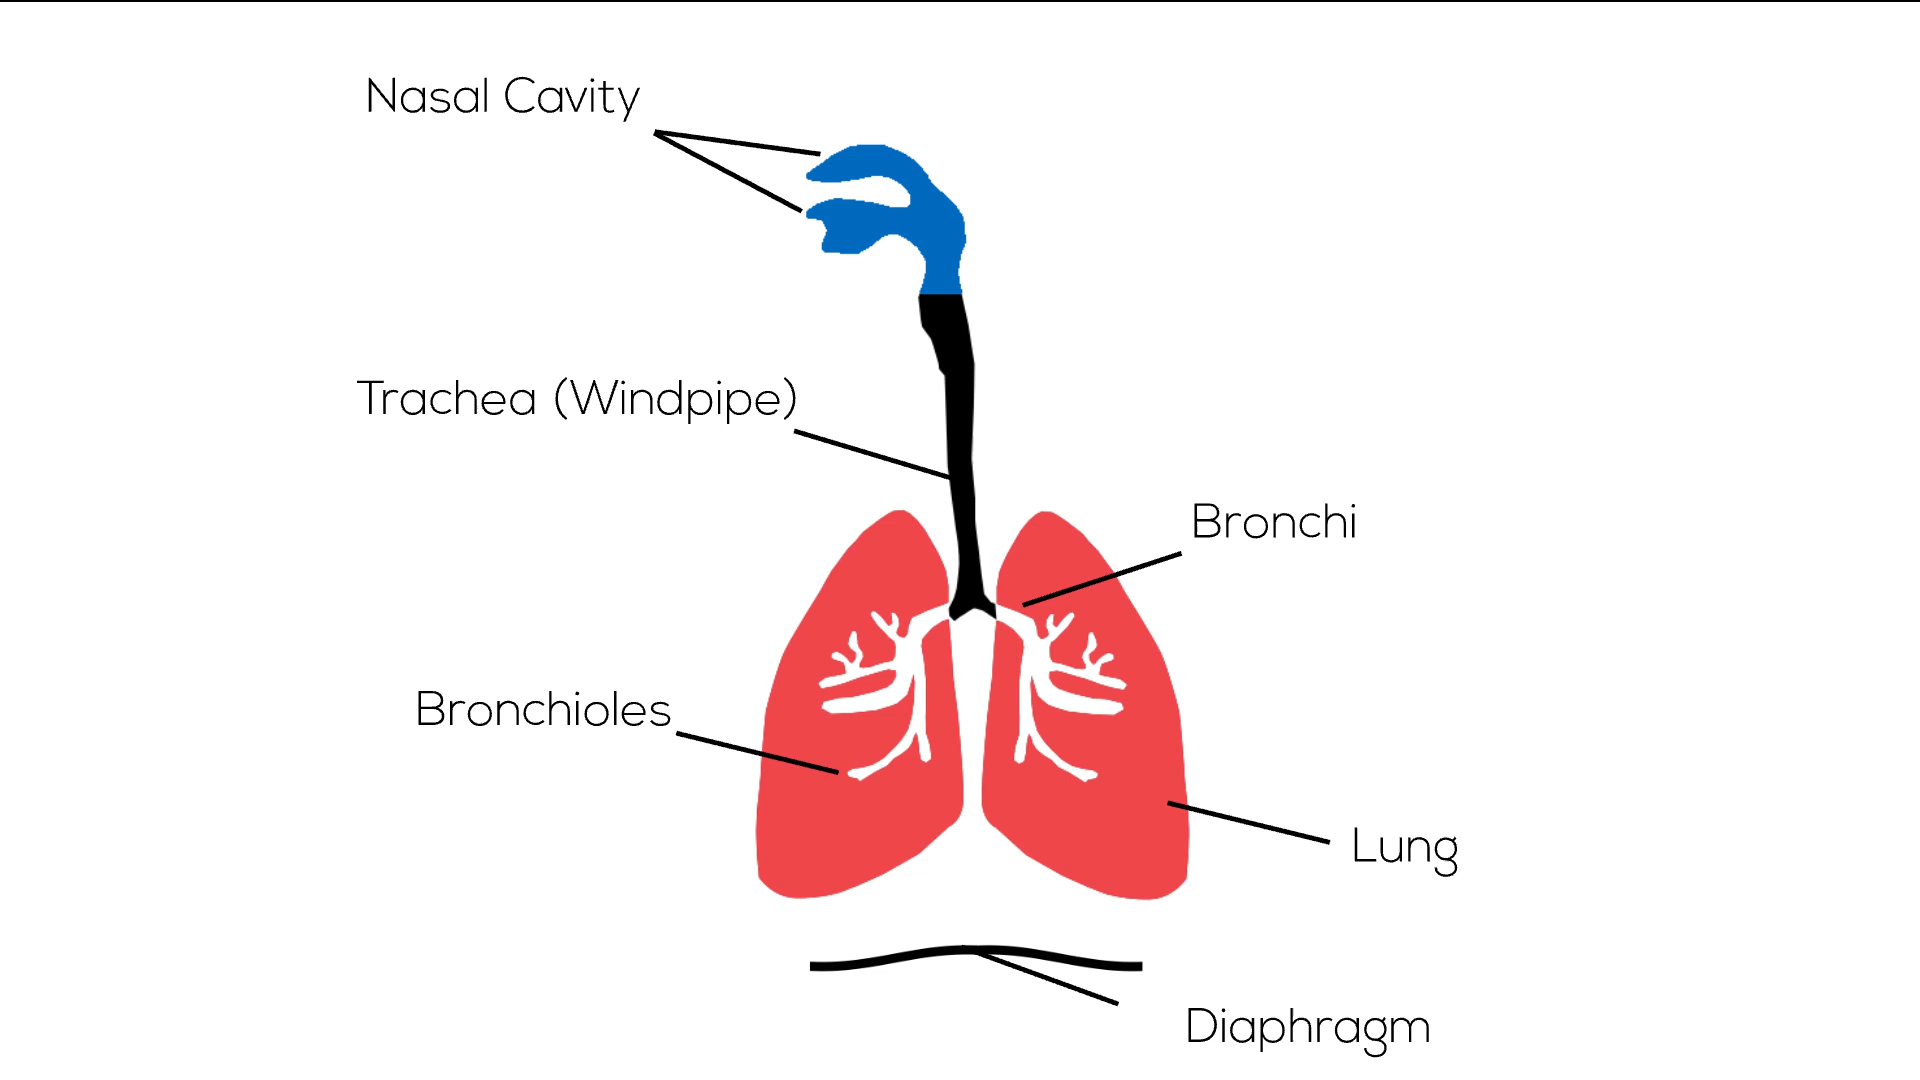 Nasal Cavity
Trachea (Windpipe)
Bronchi
Bronchioles
Lung
Diaphragm